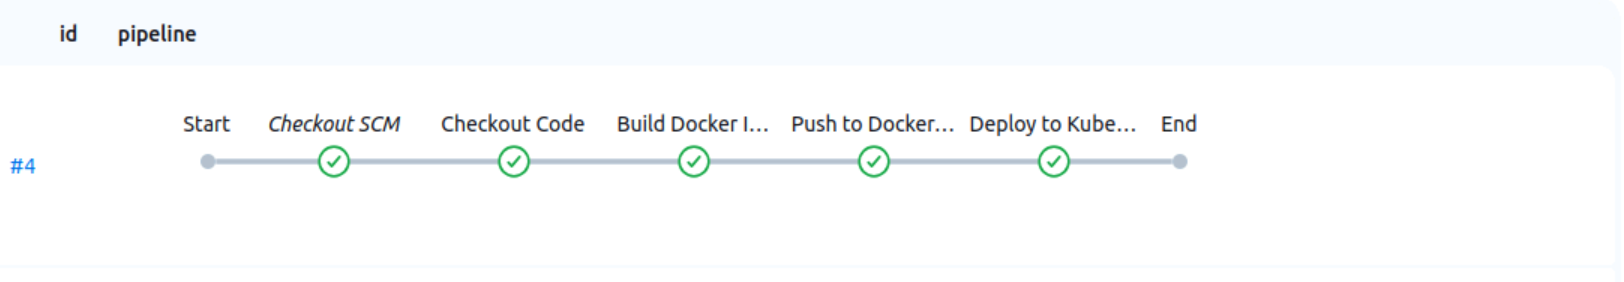 id pipeline
Start Checkout SCM Checkout Code Build Docker I... Push to Docker... Deploy to Kube... End
#4